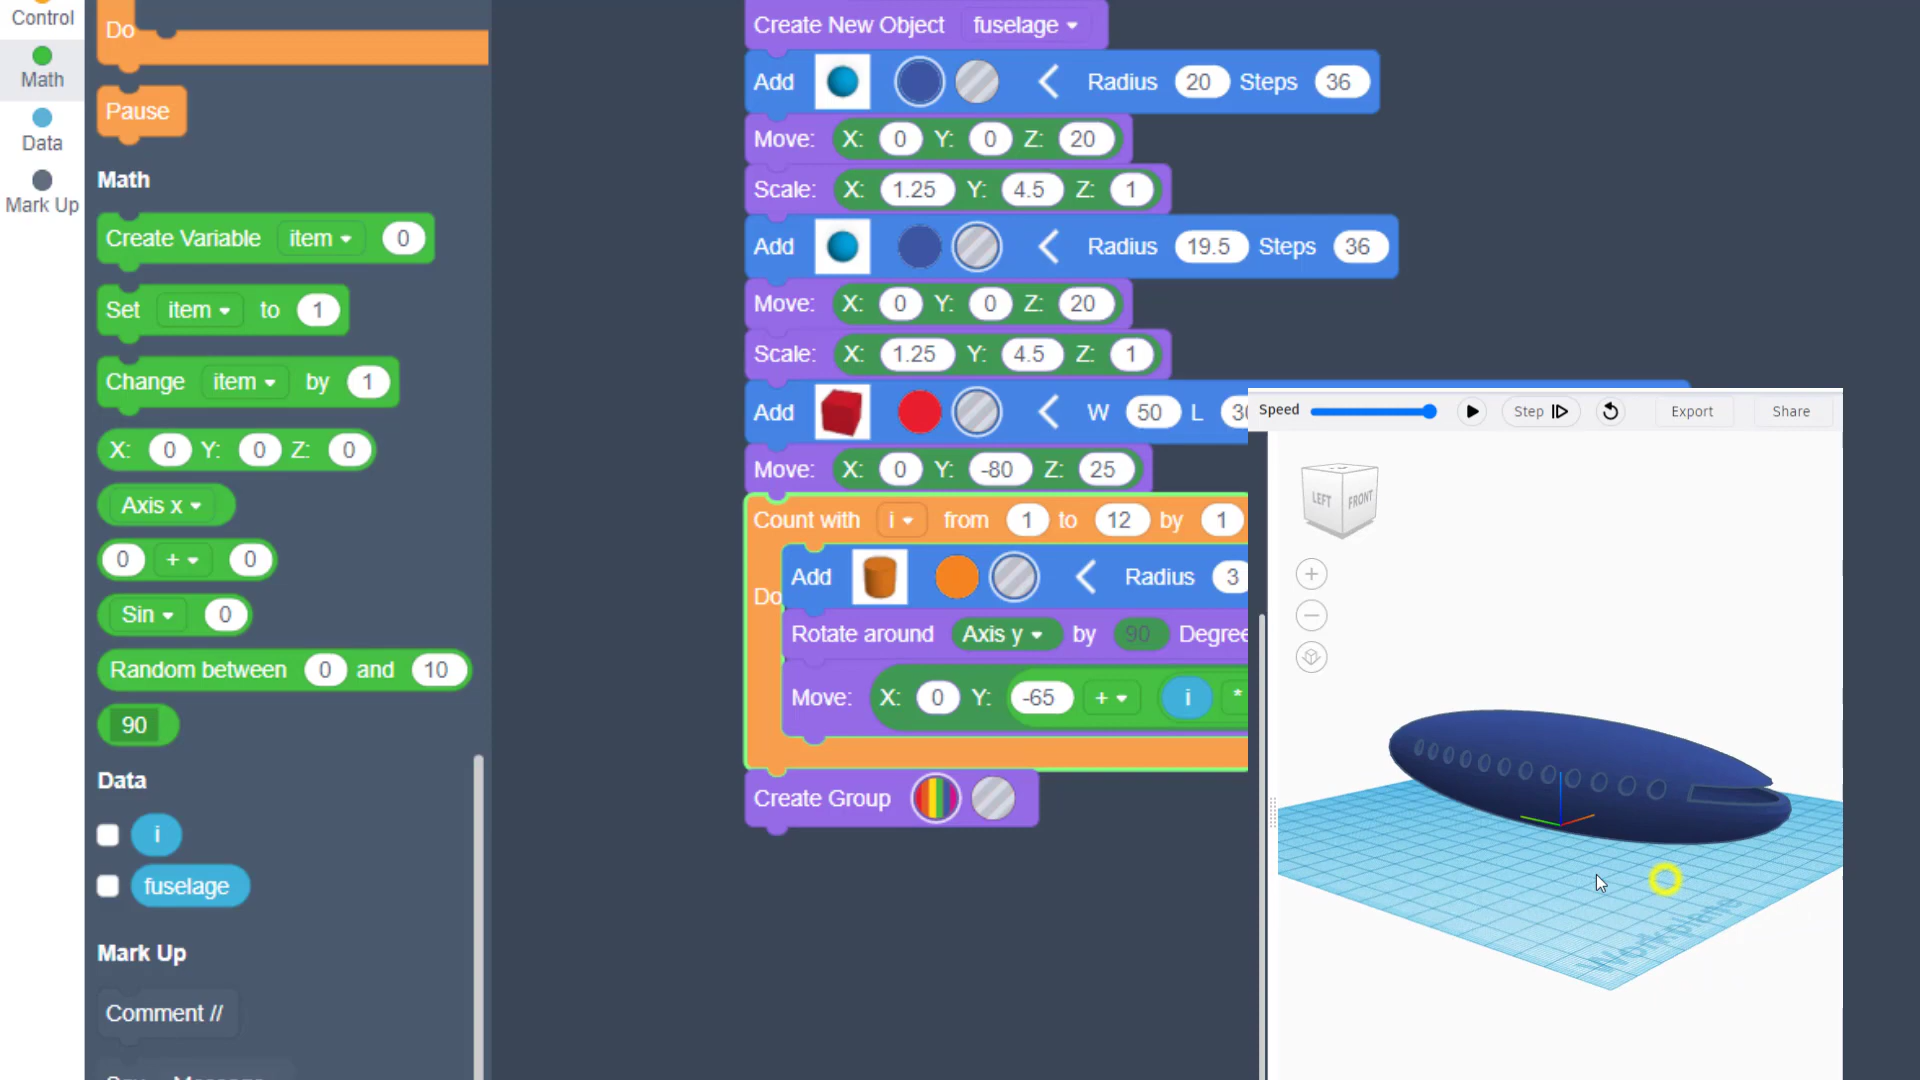 Control
Math
Data
Mark Up
Do
Pause
Math
Create Variable item 0
Set item to 1
Change item by 1
X: 0 Y: 0 Z: 0
Axis x
0 + 0
Sin 0
Random between 0 and 10
90
Data
i
fuselage
Mark Up
Comment //
Create New Object fuselage
Add Radius 20 Steps 36
Move: X: 0 Y: 0 Z: 20
Scale: X: 1.25 Y: 4.5 Z: 1
Add Radius 19.5 Steps 36
Move: X: 0 Y: 0 Z: 20
Scale: X: 1.25 Y: 4.5 Z: 1
Add W 50 L
Move: X: 0 Y: -80 Z: 25
Count with i from 1 to 12 by 1
Do
Add Radius 3
Rotate around Axis y by 90 Degree
Move: X: 0 Y: -65 + i *
Create Group
Speed Step Export Share
LEFT FRONT
Workplane